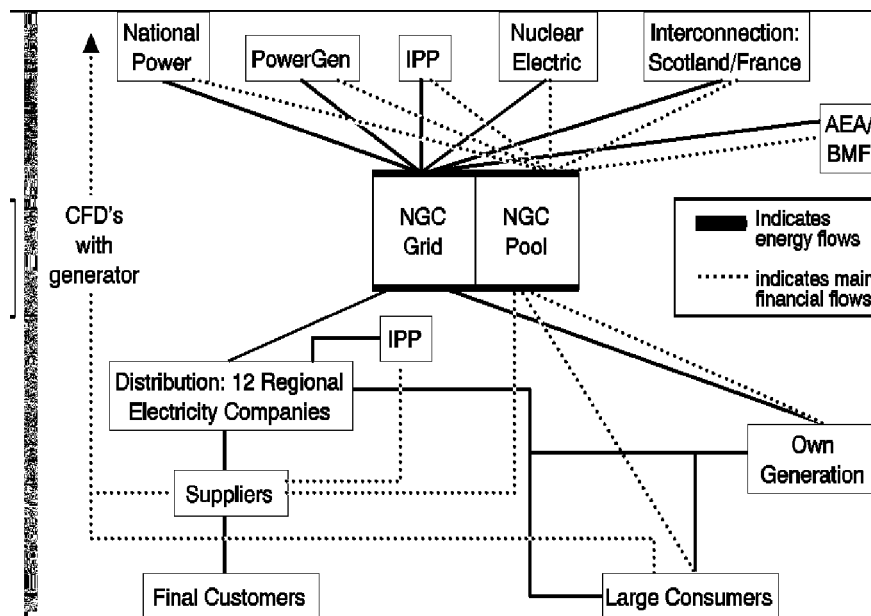 National
Power
PowerGen
IPP
Nuclear
Electric
Interconnection:
Scotland/France
AEA/
BMF
CFD's
with
generator
NGC
Grid
NGC
Pool
Indicates
energy flows
indicates main
financial flows
IPP
Distribution: 12 Regional
Electricity Companies
Own
Generation
Suppliers
Final Customers
Large Consumers